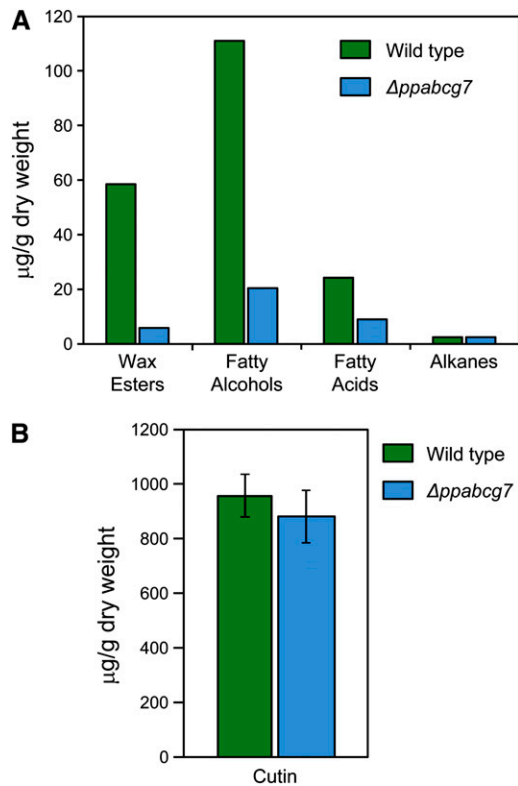 A
120
100
80
60
40
20
0
μg/g dry weight
Wild type
Δppabcg7
Wax Esters
Fatty Alcohols
Fatty Acids
Alkanes
B
1200
1000
800
600
400
200
0
μg/g dry weight
Wild type
Δppabcg7
Cutin